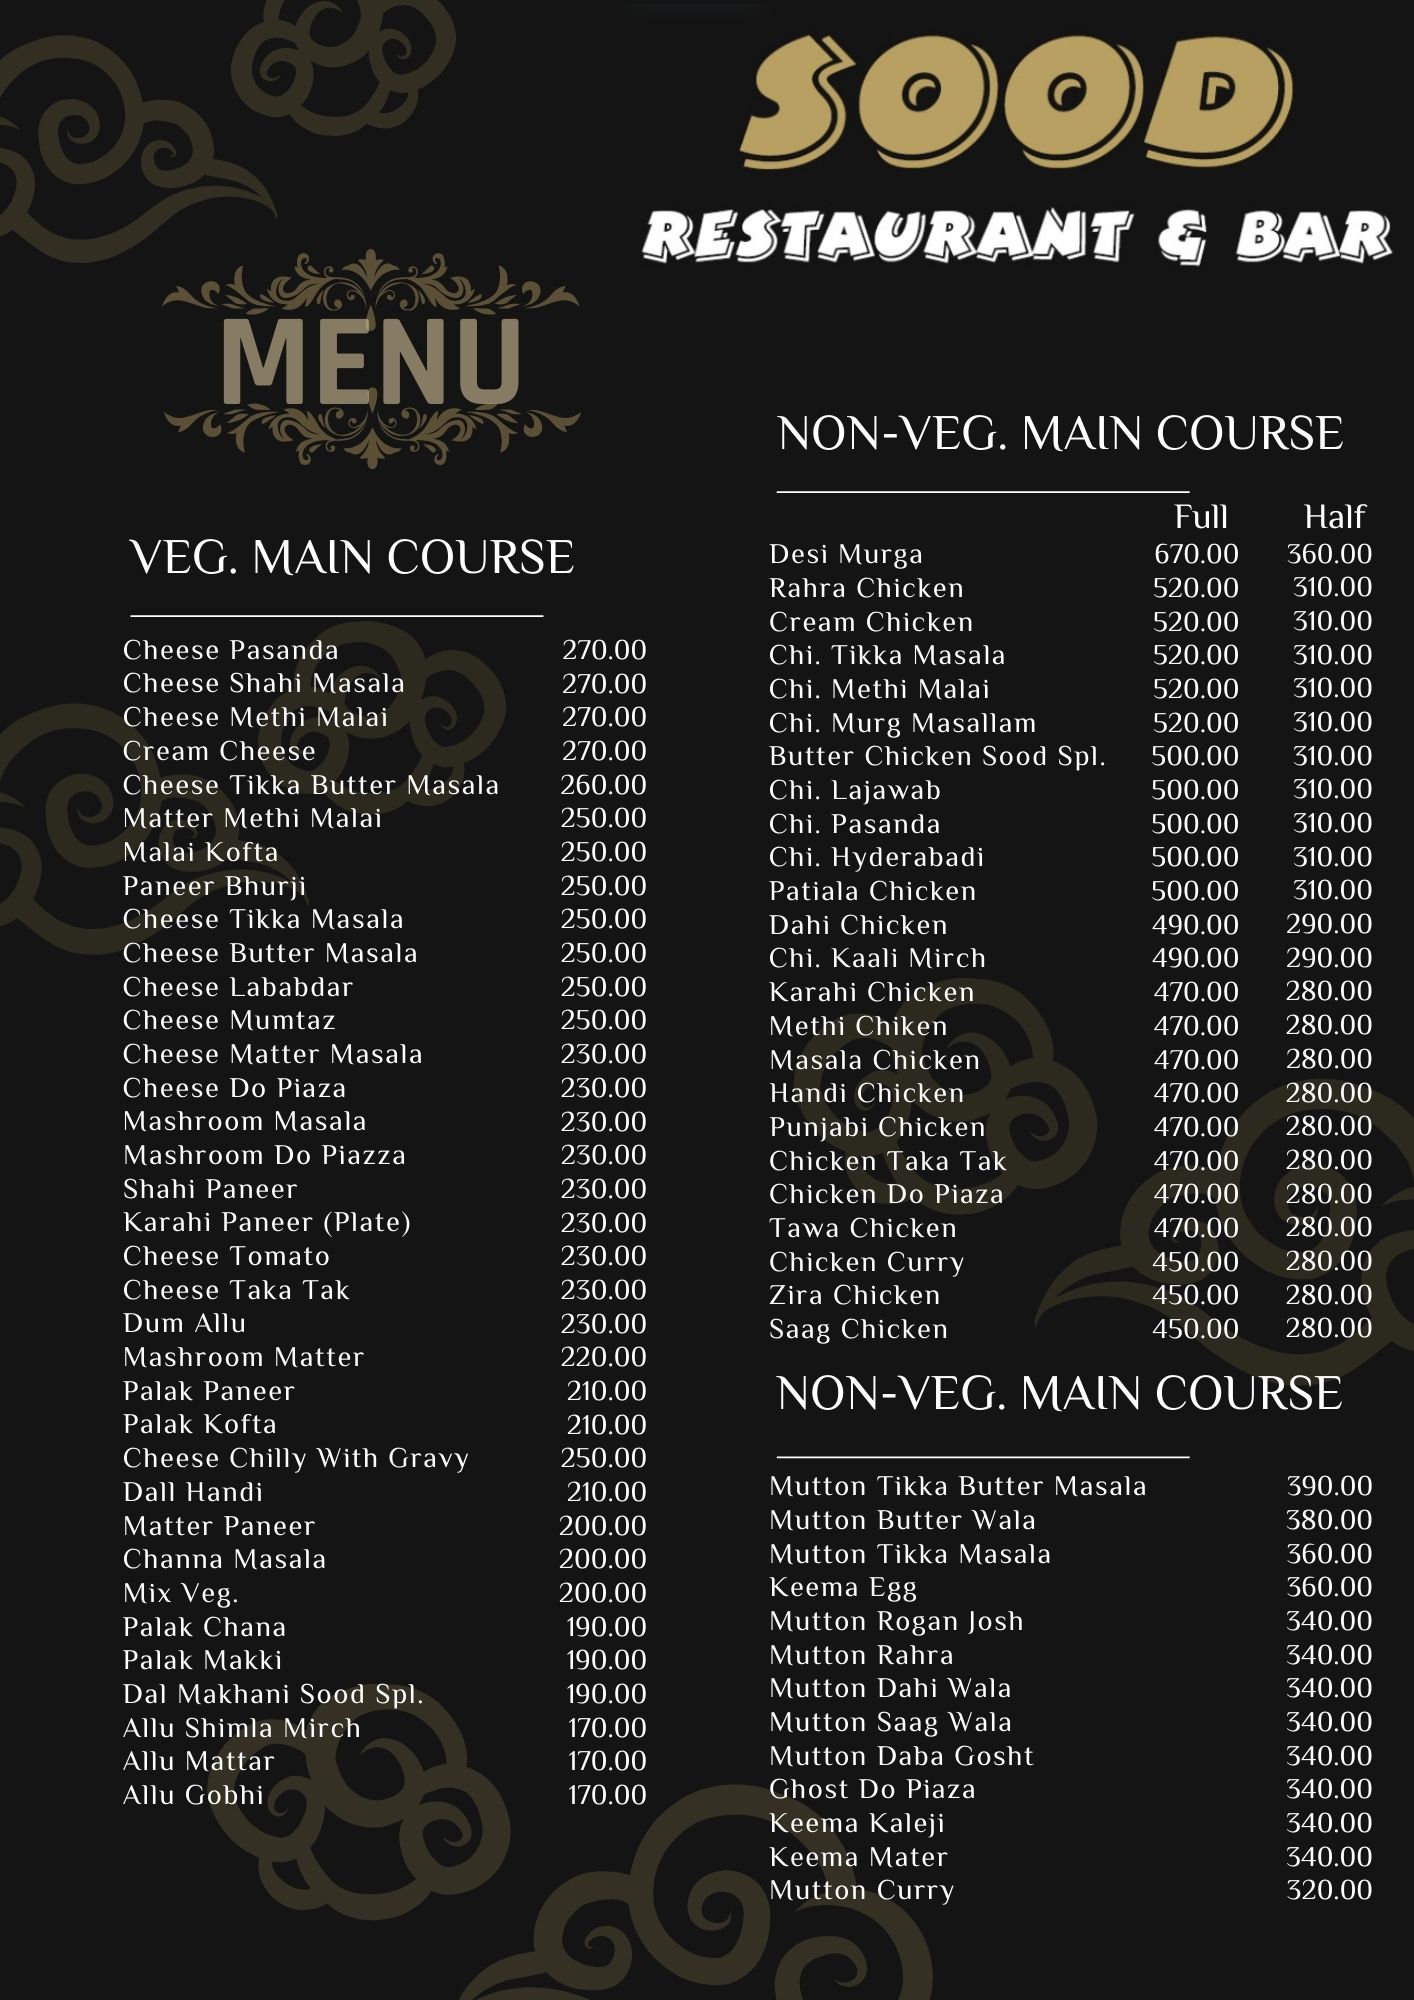 SOOD
RESTAURANT & BAR
MENU
VEG. MAIN COURSE
Cheese Pasanda 270.00
Cheese Shahi Masala 270.00
Cheese Methi Malai 270.00
Cream Cheese 270.00
Cheese Tikka Butter Masala 260.00
Matter Methi Malai 250.00
Malai Kofta 250.00
Paneer Bhurji 250.00
Cheese Tikka Masala 250.00
Cheese Butter Masala 250.00
Cheese Lababdar 250.00
Cheese Mumtaz 250.00
Cheese Matter Masala 230.00
Cheese Do Piaza 230.00
Mashroom Masala 230.00
Mashroom Do Piazza 230.00
Shahi Paneer 230.00
Karahi Paneer (Plate) 230.00
Cheese Tomato 230.00
Cheese Taka Tak 230.00
Dum Allu 230.00
Mashroom Matter 220.00
Palak Paneer 210.00
Palak Kofta 210.00
Cheese Chilly With Gravy 250.00
Dall Handi 210.00
Matter Paneer 200.00
Channa Masala 200.00
Mix Veg. 200.00
Palak Chana 190.00
Palak Makki 190.00
Dal Makhani Sood Spl. 190.00
Allu Shimla Mirch 170.00
Allu Mattar 170.00
Allu Gobhi 170.00
NON-VEG. MAIN COURSE
Full Half
Desi Murga 670.00 360.00
Rahra Chicken 520.00 310.00
Cream Chicken 520.00 310.00
Chi. Tikka Masala 520.00 310.00
Chi. Methi Malai 520.00 310.00
Chi. Murg Masallam 520.00 310.00
Butter Chicken Sood Spl. 500.00 310.00
Chi. Lajawab 500.00 310.00
Chi. Pasanda 500.00 310.00
Chi. Hyderabadi 500.00 310.00
Patiala Chicken 500.00 310.00
Dahi Chicken 490.00 290.00
Chi. Kaali Mirch 490.00 290.00
Karahi Chicken 470.00 280.00
Methi Chiken 470.00 280.00
Masala Chicken 470.00 280.00
Handi Chicken 470.00 280.00
Punjabi Chicken 470.00 280.00
Chicken Taka Tak 470.00 280.00
Chicken Do Piaza 470.00 280.00
Tawa Chicken 470.00 280.00
Chicken Curry 450.00 280.00
Zira Chicken 450.00 280.00
Saag Chicken 450.00 280.00
NON-VEG. MAIN COURSE
Mutton Tikka Butter Masala 390.00
Mutton Butter Wala 380.00
Mutton Tikka Masala 360.00
Keema Egg 360.00
Mutton Rogan Josh 340.00
Mutton Rahra 340.00
Mutton Dahi Wala 340.00
Mutton Saag Wala 340.00
Mutton Daba Gosht 340.00
Ghost Do Piaza 340.00
Keema Kaleji 340.00
Keema Mater 340.00
Mutton Curry 320.00